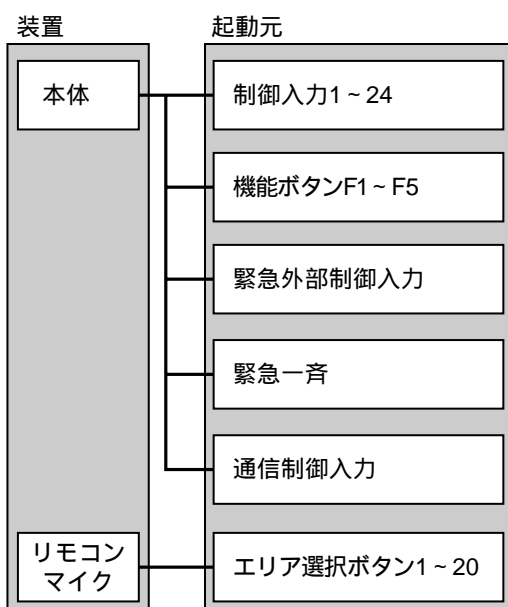 装置
起動元
本体
制御入力1～24
機能ボタンF1～F5
緊急外部制御入力
緊急一斉
通信制御入力
リモコン
マイク
エリア選択ボタン1～20